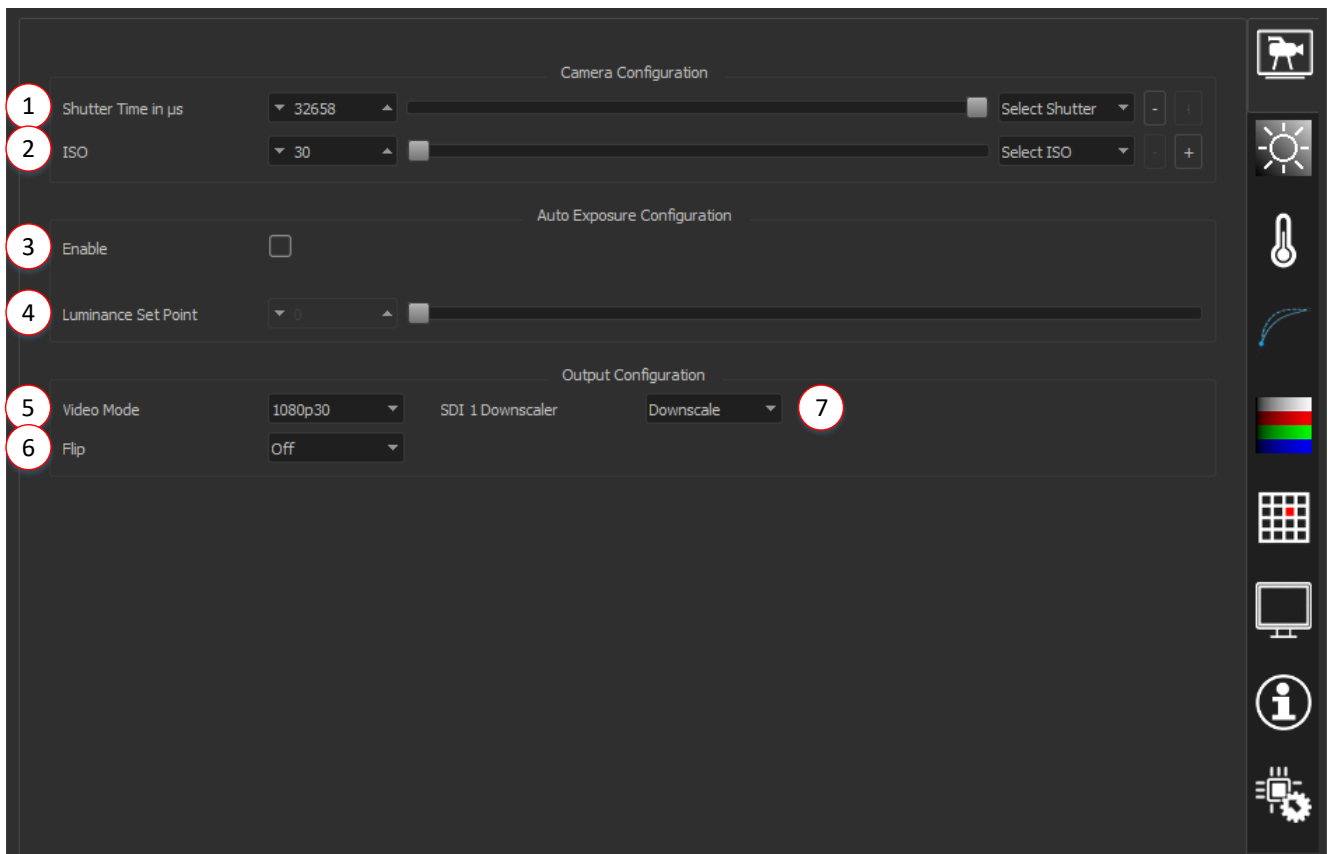 Camera Configuration
1 Shutter Time in µs 32658 Select Shutter - +
2 ISO 30 Select ISO - +
Auto Exposure Configuration
3 Enable
4 Luminance Set Point 0
Output Configuration
5 Video Mode 1080p30 SDI 1 Downscaler Downscale 7
6 Flip Off